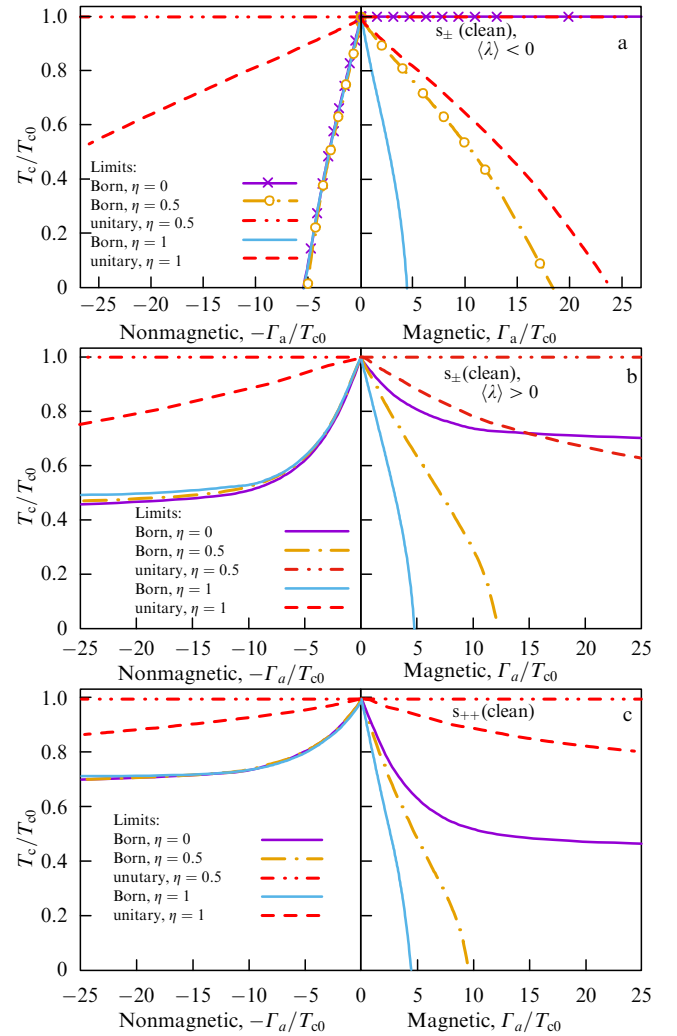 1.0
0.8
0.6
0.4
0.2
0
T_c/T_c0
s± (clean),
⟨λ⟩ < 0
a
Limits:
Born, η = 0
Born, η = 0.5
unitary, η = 0.5
Born, η = 1
unitary, η = 1
−25 −20 −15 −10 −5 0 5 10 15 20 25
Nonmagnetic, −Γa/Tc0 Magnetic, Γa/Tc0
1.0
0.8
0.6
0.4
0.2
0
T_c/T_c0
s± (clean),
⟨λ⟩ > 0
b
Limits:
Born, η = 0
Born, η = 0.5
unitary, η = 0.5
Born, η = 1
unitary, η = 1
−25 −20 −15 −10 −5 0 5 10 15 20 25
Nonmagnetic, −Γa/Tc0 Magnetic, Γa/Tc0
1.0
0.8
0.6
0.4
0.2
0
T_c/T_c0
s++ (clean)
c
Limits:
Born, η = 0
Born, η = 0.5
unutary, η = 0.5
Born, η = 1
unitary, η = 1
−25 −20 −15 −10 −5 0 5 10 15 20 25
Nonmagnetic, −Γa/Tc0 Magnetic, Γa/Tc0